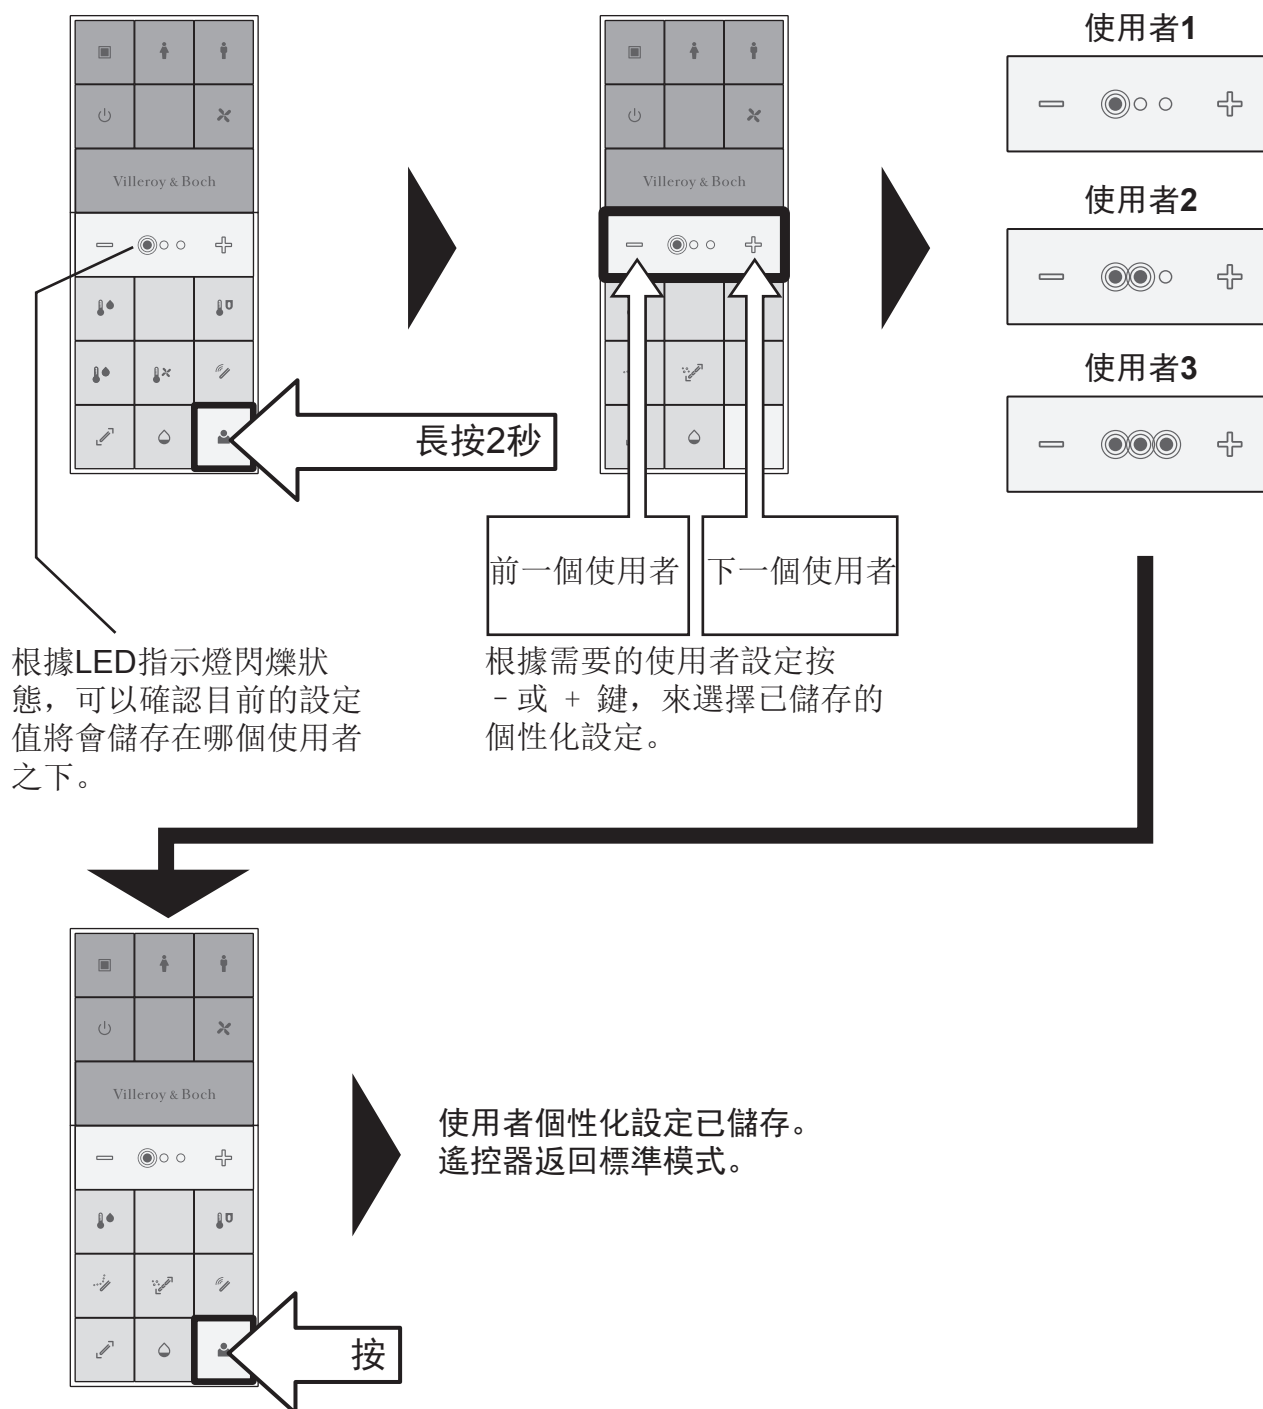 Villeroy & Boch
長按2秒
根據LED指示燈閃爍狀
態，可以確認目前的設定
值將會儲存在哪個使用者
之下。
Villeroy & Boch
前一個使用者
下一個使用者
根據需要的使用者設定按
-或 + 鍵，來選擇已儲存的
個性化設定。
使用者1
使用者2
使用者3
Villeroy & Boch
按
使用者個性化設定已儲存。
遙控器返回標準模式。